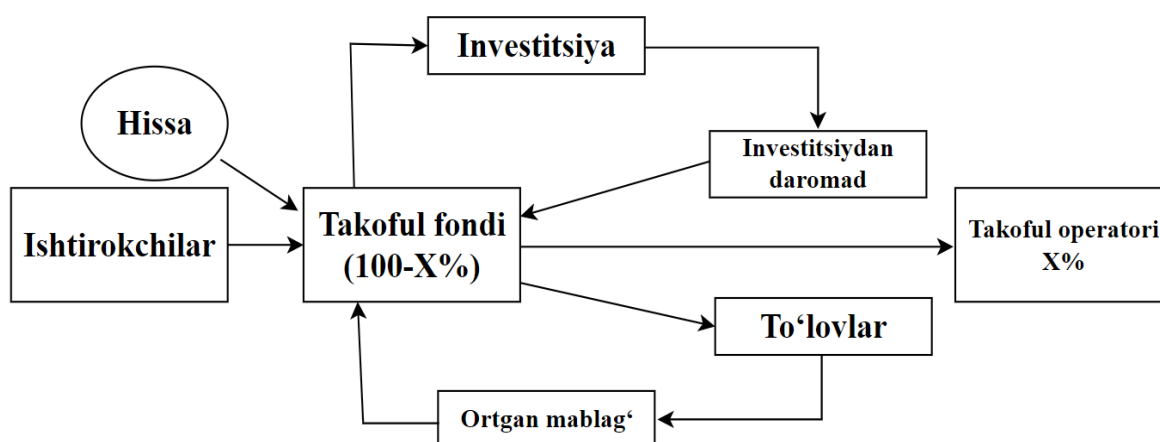 Investitsiya
Hissa
Investitsiydan
daromad
Ishtirokchilar
Takoful fondi
(100-X%)
Takoful operatori
X%
To‘lovlar
Ortgan mablag‘